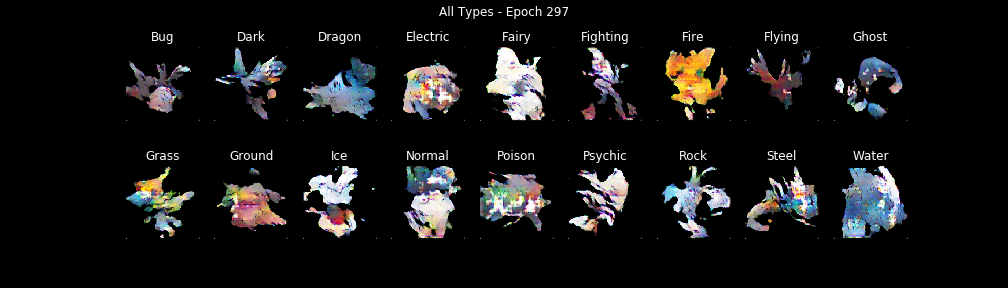 All Types - Epoch 297
Bug Dark Dragon Electric Fairy Fighting Fire Flying Ghost
Grass Ground Ice Normal Poison Psychic Rock Steel Water